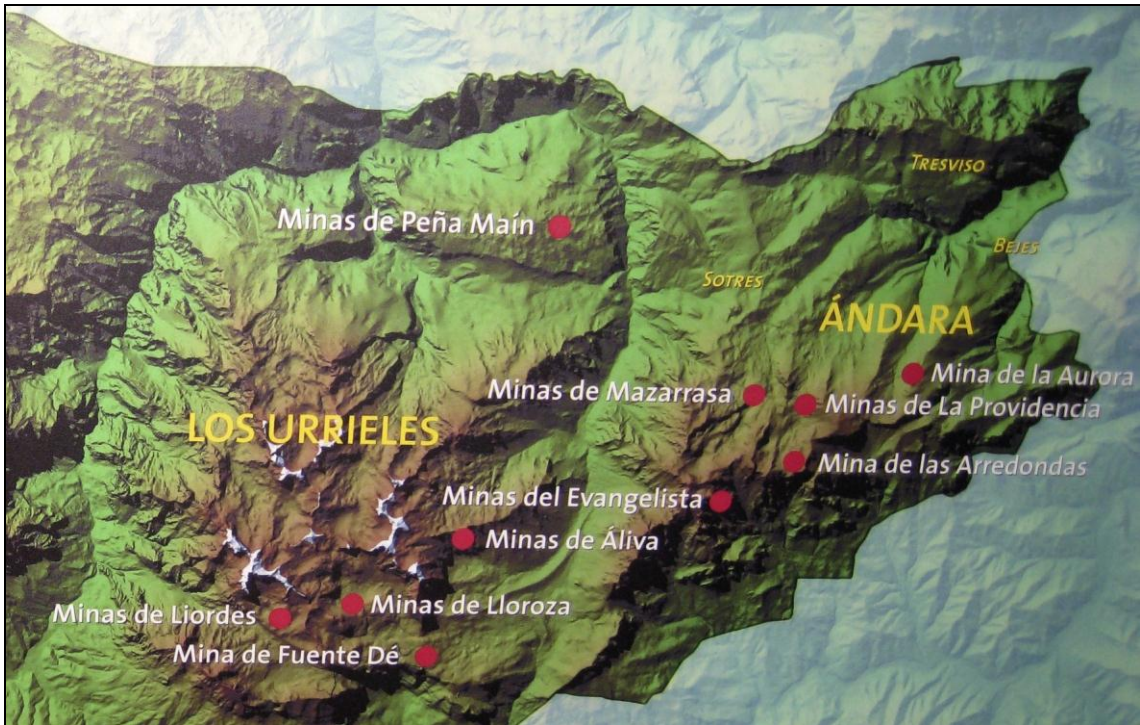 TRESVISO
Minas de Peña Maín
BEJES
SOTRES
ÁNDARA
Mina de la Aurora
Minas de Mazarrasa
Minas de La Providencia
LOS URRIELES
Mina de las Arredondas
Minas del Evangelista
Minas de Áliva
Minas de Lloroza
Minas de Liordes
Mina de Fuente Dé